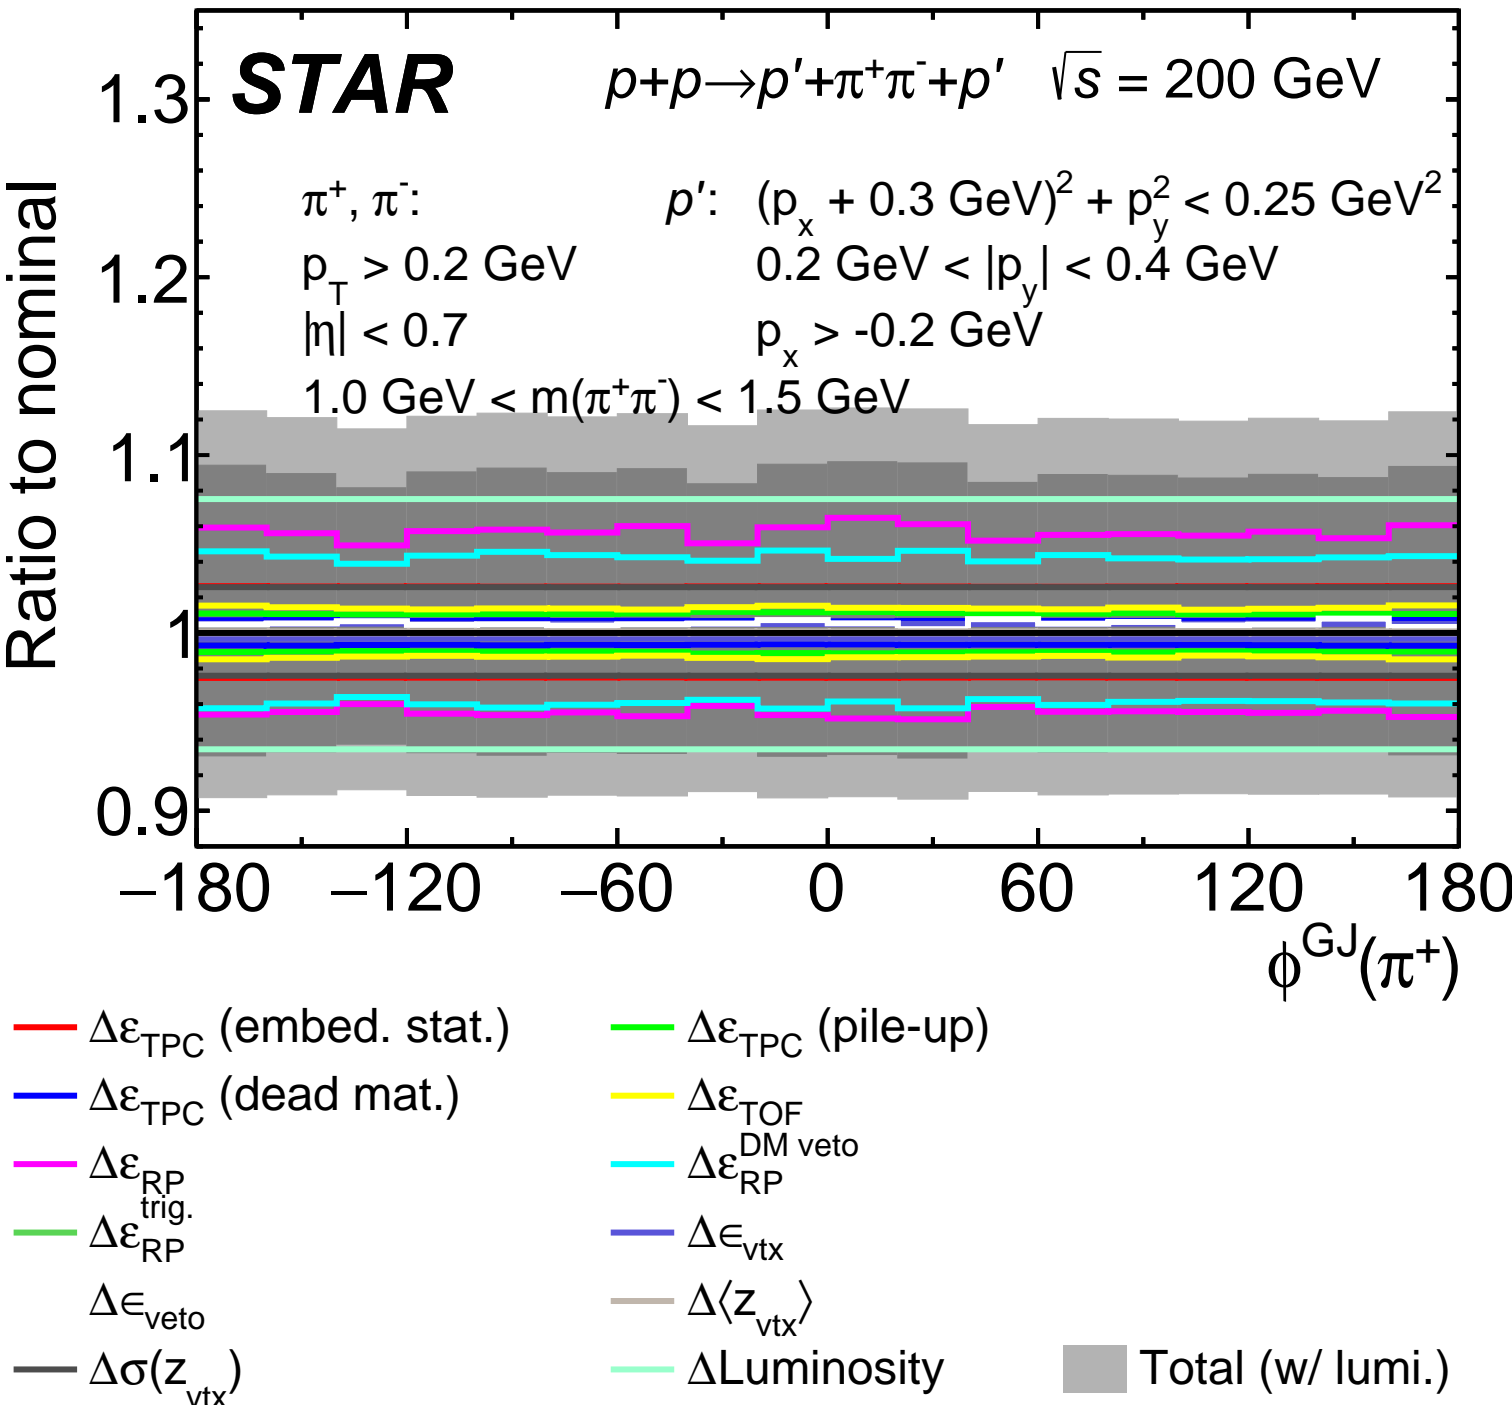 STAR p+p→p′+π⁺π⁻+p′ √s = 200 GeV
π⁺, π⁻: p′: (pₓ + 0.3 GeV)² + p_y² < 0.25 GeV²
p_T > 0.2 GeV 0.2 GeV < |p_y| < 0.4 GeV
|η| < 0.7 pₓ > -0.2 GeV
1.0 GeV < m(π⁺π⁻) < 1.5 GeV
Ratio to nominal
1.3
1.2
1.1
1
0.9
−180 −120 −60 0 60 120 180
ϕ^GJ(π⁺)
Δε_TPC (embed. stat.) Δε_TPC (pile-up)
Δε_TPC (dead mat.) Δε_TOF
Δε_RP Δε_RP^DM veto
Δε_RP^trig. Δ∈_vtx
Δ∈_veto Δ⟨z_vtx⟩
Δσ(z_vtx) ΔLuminosity Total (w/ lumi.)